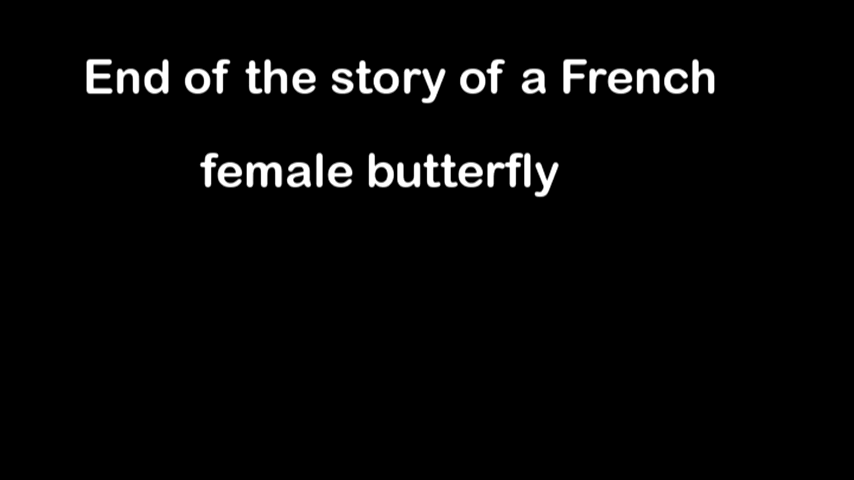 End of the story of a French
female butterfly